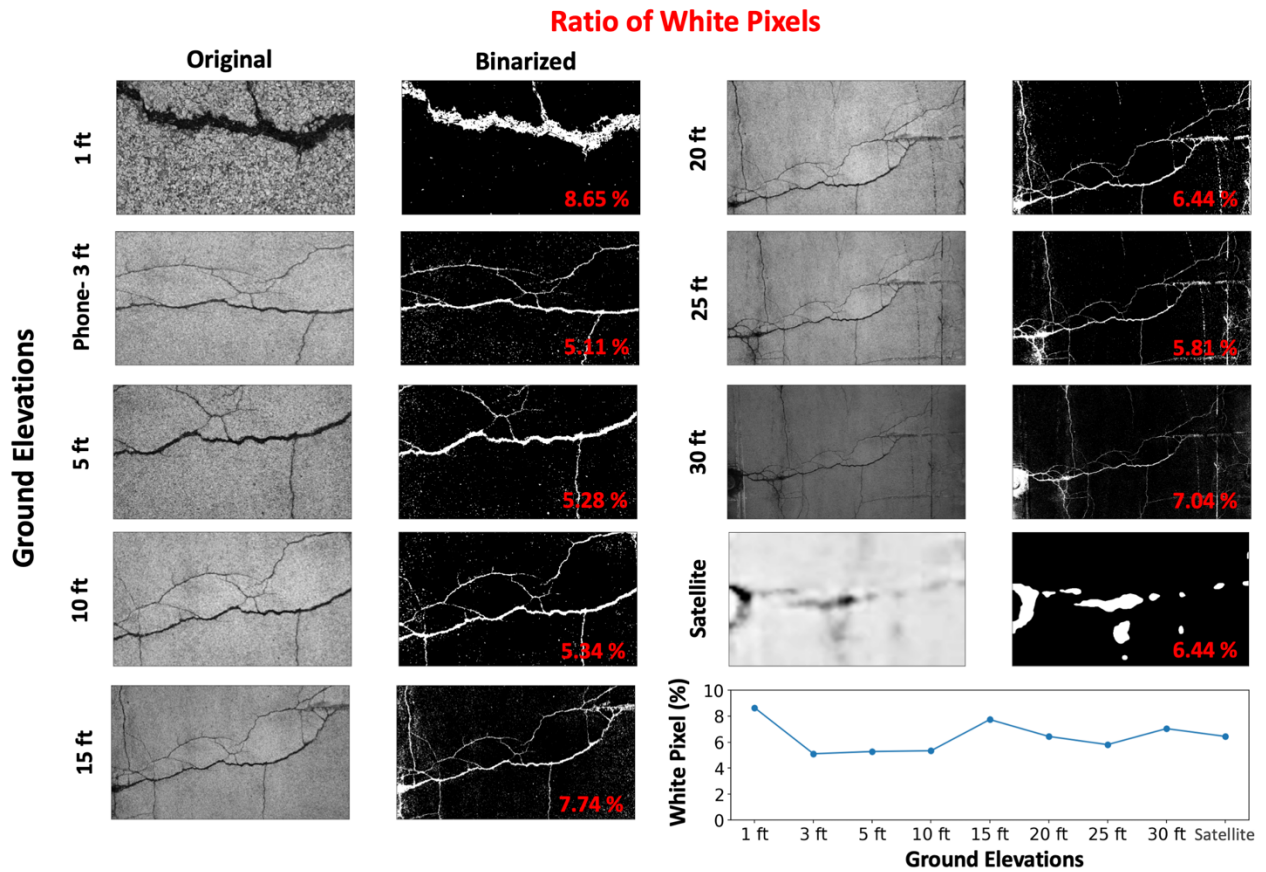 Ratio of White Pixels
Original
Binarized
Ground Elevations
1 ft
8.65 %
Phone- 3 ft
5.11 %
5 ft
5.28 %
10 ft
5.34 %
15 ft
7.74 %
20 ft
6.44 %
25 ft
5.81 %
30 ft
7.04 %
Satellite
6.44 %
White Pixel (%)
10
8
6
4
2
0
1 ft 3 ft 5 ft 10 ft 15 ft 20 ft 25 ft 30 ft Satellite
Ground Elevations